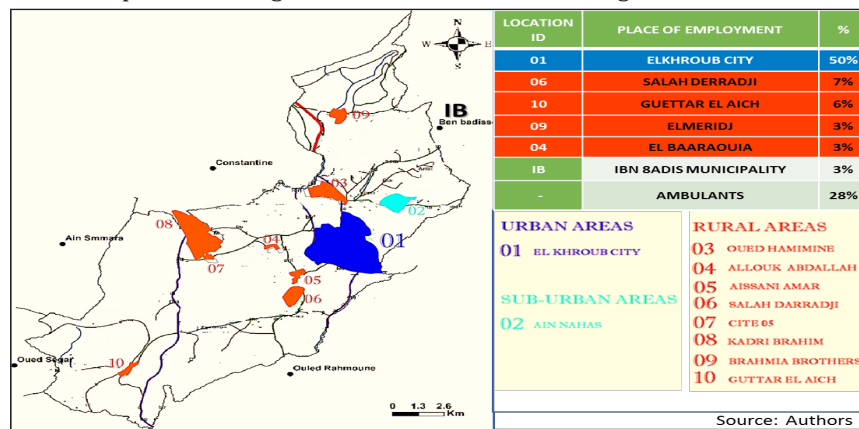 N
W
E
S
IB
09
Ben badiss
Constantine
03
02
08
01
Ain Smmara
04
07
05
06
10
Oued Segar
Ouled Rahmoune
0 1.3 2.6
Km
LOCATION ID PLACE OF EMPLOYMENT %
01 ELKHROUB CITY 50%
06 SALAH DERRADJI 7%
10 GUETTAR EL AICH 6%
09 ELMERIDJ 3%
04 EL BAARAOUIA 3%
IB IBN 8ADIS MUNICIPALITY 3%
- AMBULANTS 28%
URBAN AREAS
01 EL KHROUB CITY
SUB-URBAN AREAS
02 AIN NAHAS
RURAL AREAS
03 OUED HAMIMINE
04 ALLOUK ABDALLAH
05 AISSANI AMAR
06 SALAH DARRADJI
07 CITE 05
08 KADRI BRAHIM
09 BRAHMIA BROTHERS
10 GUTTAR EL AICH
Source: Authors